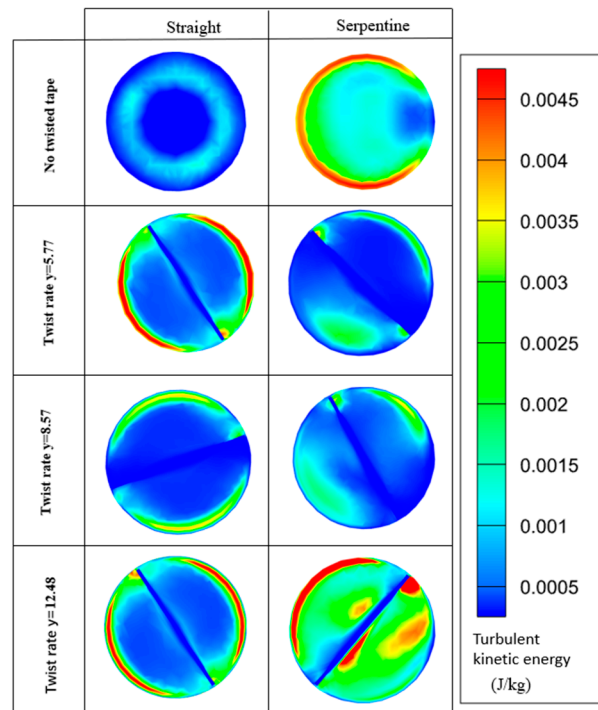 Straight Serpentine
No twisted tape
Twist rate y=5.77
Twist rate y=8.57
Twist rate y=12.48
0.0045
0.004
0.0035
0.003
0.0025
0.002
0.0015
0.001
0.0005
Turbulent
kinetic energy
(J/kg)